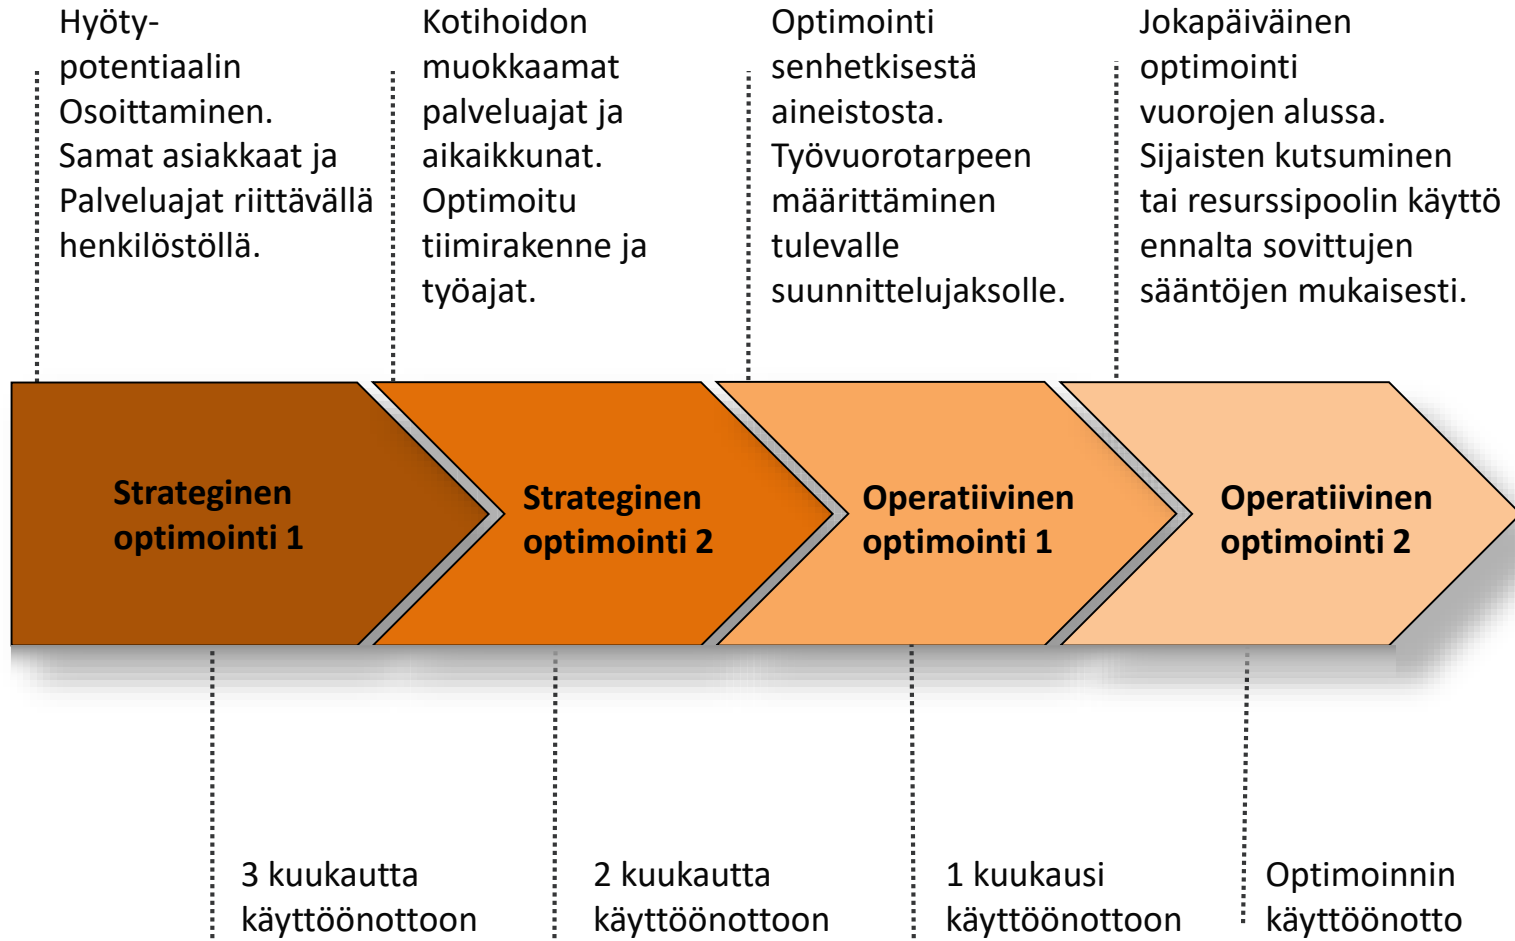 Hyöty-
potentiaalin
Osoittaminen.
Samat asiakkaat ja
Palveluajat riittävällä
henkilöstöllä.
Kotihoidon
muokkaamat
palveluajat ja
aikaikkunat.
Optimoitu
tiimirakenne ja
työajat.
Optimointi
senhetkisestä
aineistosta.
Työvuorotarpeen
määrittäminen
tulevalle
suunnittelujaksolle.
Jokapäiväinen
optimointi
vuorojen alussa.
Sijaisten kutsuminen
tai resurssipoolin käyttö
ennalta sovittujen
sääntöjen mukaisesti.
Strateginen
optimointi 1
Strateginen
optimointi 2
Operatiivinen
optimointi 1
Operatiivinen
optimointi 2
3 kuukautta
käyttöönottoon
2 kuukautta
käyttöönottoon
1 kuukausi
käyttöönottoon
Optimoinnin
käyttöönotto